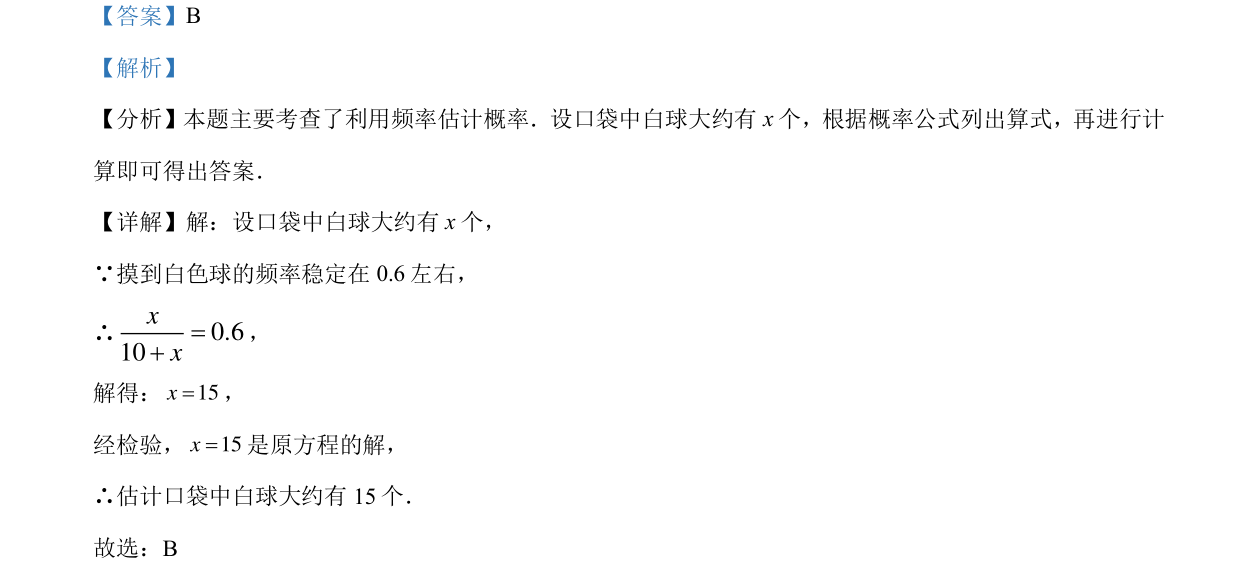 【答案】B
【解析】
【分析】本题主要考查了利用频率估计概率．设口袋中白球大约有 x 个，根据概率公式列出算式，再进行计
算即可得出答案．
【详解】解：设口袋中白球大约有 x 个，
∵摸到白色球的频率稳定在 0.6 左右，
∴ x/(10+x) = 0.6，
解得： x=15，
经检验， x=15 是原方程的解，
∴估计口袋中白球大约有 15 个．
故选：B